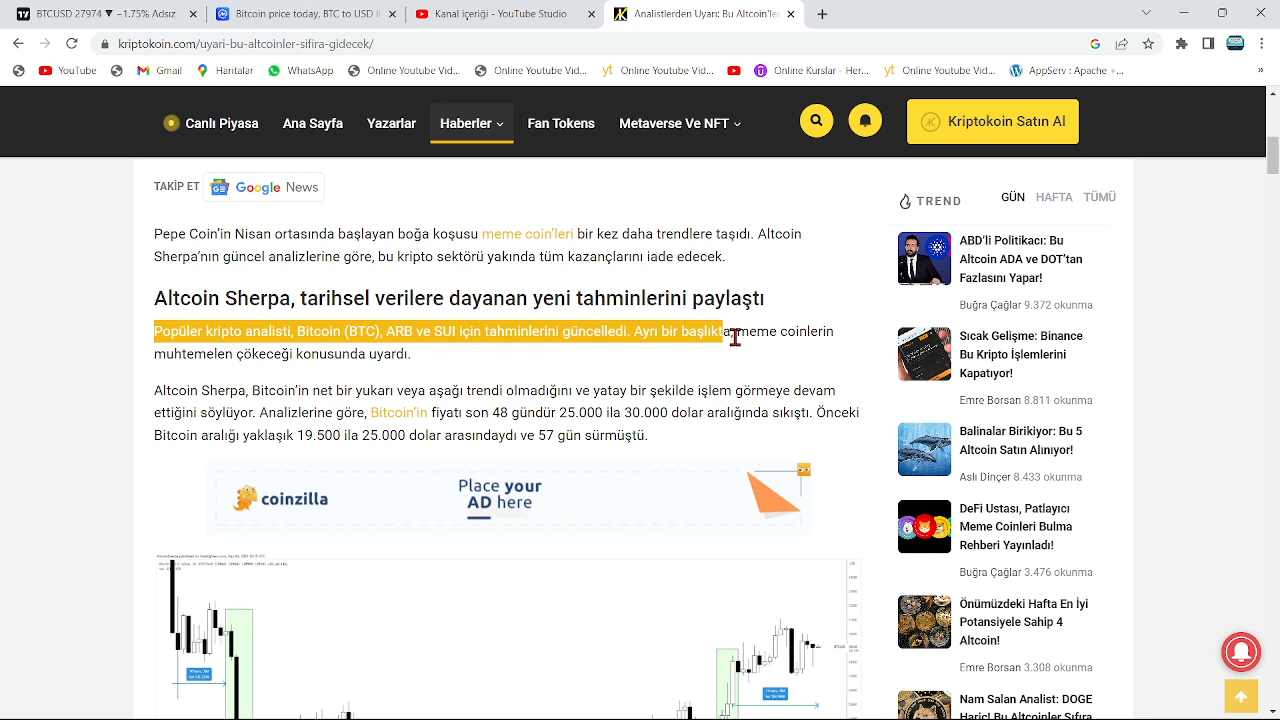 BTCUSD 27974 ▾ −1.75% Adsız
Bitcoin price today, BTC to USD li
Kanal içerikleri - YouTube Studio
Analistlerden Uyarı: Bu Altcoin'ler
kriptokoin.com/uyari-bu-altcoinler-sifira-gidecek/
YouTube
Gmail
Haritalar
WhatsApp
Online Youtube Vid...
Online Youtube Vid...
Online Youtube Vid...
Online Kurslar - Her...
Online Youtube Vid...
AppServ : Apache +...
Canlı Piyasa
Ana Sayfa
Yazarlar
Haberler
Fan Tokens
Metaverse Ve NFT
Kriptokoin Satın Al
TAKİP ET
Google News
Pepe Coin'in Nisan ortasında başlayan boğa koşusu meme coin'leri bir kez daha trendlere taşıdı. Altcoin
Sherpa'nın güncel analizlerine göre, bu kripto sektörü yakında tüm kazançlarını iade edecek.
Altcoin Sherpa, tarihsel verilere dayanan yeni tahminlerini paylaştı
Popüler kripto analisti, Bitcoin (BTC), ARB ve SUI için tahminlerini güncelledi. Ayrı bir başlıkta meme coinlerin
muhtemelen çökeceği konusunda uyardı.
Altcoin Sherpa, Bitcoin'in net bir yukarı veya aşağı trendi olmadığını ve yatay bir şekilde işlem görmeye devam
ettiğini söylüyor. Analizlerine göre, Bitcoin'in fiyatı son 48 gündür 25.000 ila 30.000 dolar aralığında sıkıştı. Önceki
Bitcoin aralığı yaklaşık 19.500 ila 25.000 dolar arasındaydı ve 57 gün sürmüştü.
coinzilla
Place your
AD here
TREND
GÜN
HAFTA
TÜMÜ
ABD'li Politikacı: Bu
Altcoin ADA ve DOT'tan
Fazlasını Yapar!
Buğra Çağlar 9.372 okunma
Sıcak Gelişme: Binance
Bu Kripto İşlemlerini
Kapatıyor!
Emre Borsan 8.811 okunma
Balinalar Birikiyor: Bu 5
Altcoin Satın Alınıyor!
Aslı Dinçer 8.433 okunma
DeFi Ustası, Patlayıcı
Meme Coinleri Bulma
Rehberi Yayınladı!
Buğra Çağlar 3.476 okunma
Önümüzdeki Hafta En İyi
Potansiyele Sahip 4
Altcoin!
Emre Borsan 3.308 okunma
Nam Salan Analist: DOGE
Hariç! Bu Altcoinler Sıfıra